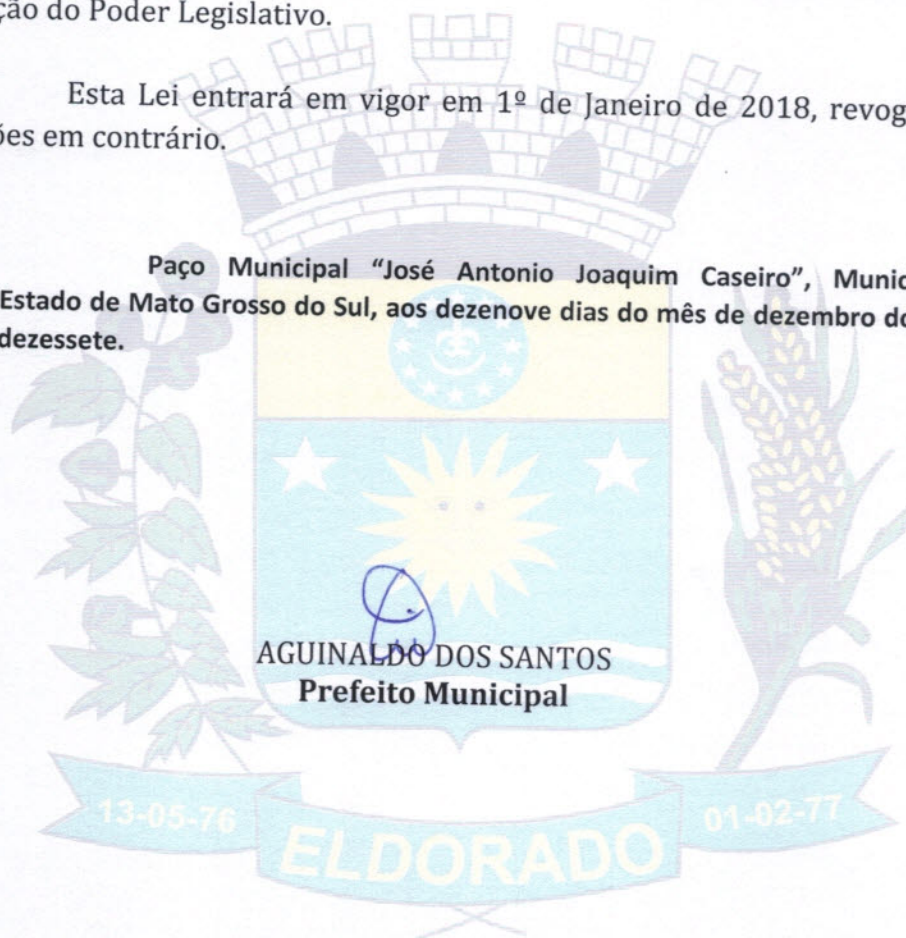 ção do Poder Legislativo.
Esta Lei entrará em vigor em 1º de Janeiro de 2018, revog
ões em contrário.
Paço Municipal “José Antonio Joaquim Caseiro”, Munic
Estado de Mato Grosso do Sul, aos dezenove dias do mês de dezembro do
dezessete.
AGUINALDO DOS SANTOS
Prefeito Municipal
13-05-76
ELDORADO
01-02-77